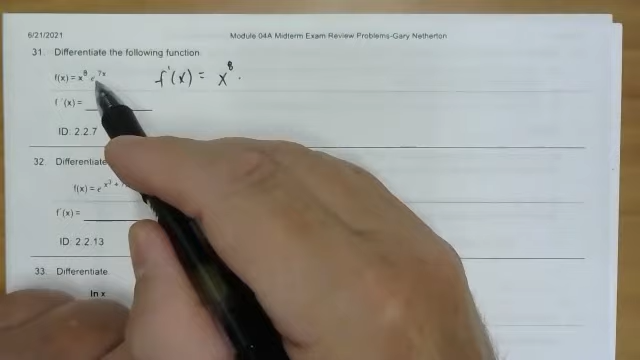 6/21/2021 Module 04A Midterm Exam Review Problems-Gary Netherton
31. Differentiate the following function.
f(x) = x⁸ e⁷ˣ f'(x) = x⁸ ·
f '(x) =
ID: 2.2.7
32. Differentiate
f(x) = e
f'(x) =
ID: 2.2.13
33. Differentiate
ln x